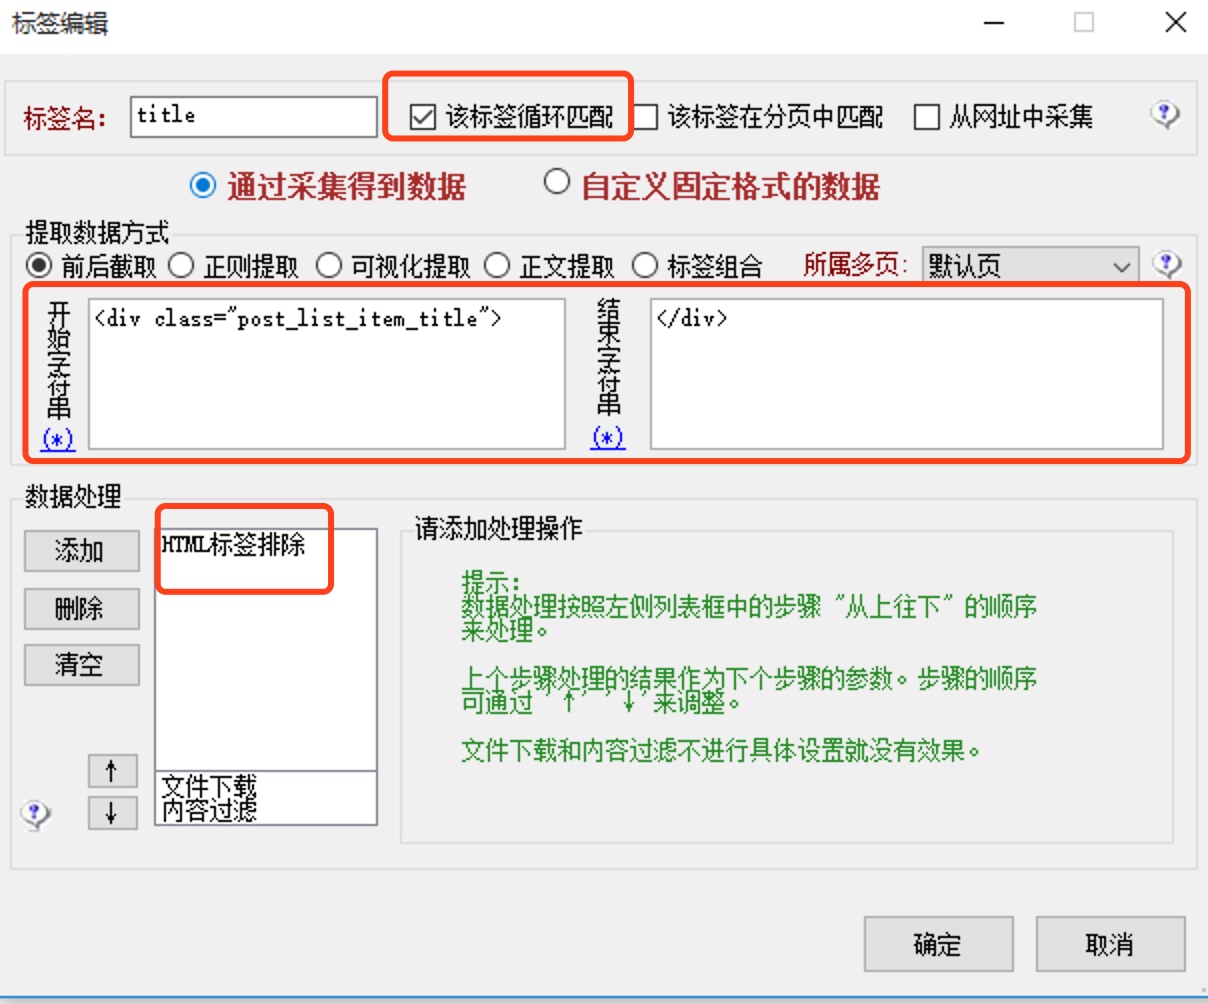 标签编辑
标签名： title 该标签循环匹配 该标签在分页中匹配 从网址中采集
通过采集得到数据 自定义固定格式的数据
提取数据方式
前后截取 正则提取 可视化提取 正文提取 标签组合 所属多页： 默认页
开始字符串
(*)
<div class="post_list_item_title">
结束字符串
(*)
</div>
数据处理
添加
删除
清空
↑
↓
HTML标签排除
文件下载
内容过滤
请添加处理操作
提示：
数据处理按照左侧列表框中的步骤“从上往下”的顺序
来处理。
上个步骤处理的结果作为下个步骤的参数。步骤的顺序
可通过'↑' '↓'来调整。
文件下载和内容过滤不进行具体设置就没有效果。
确定 取消